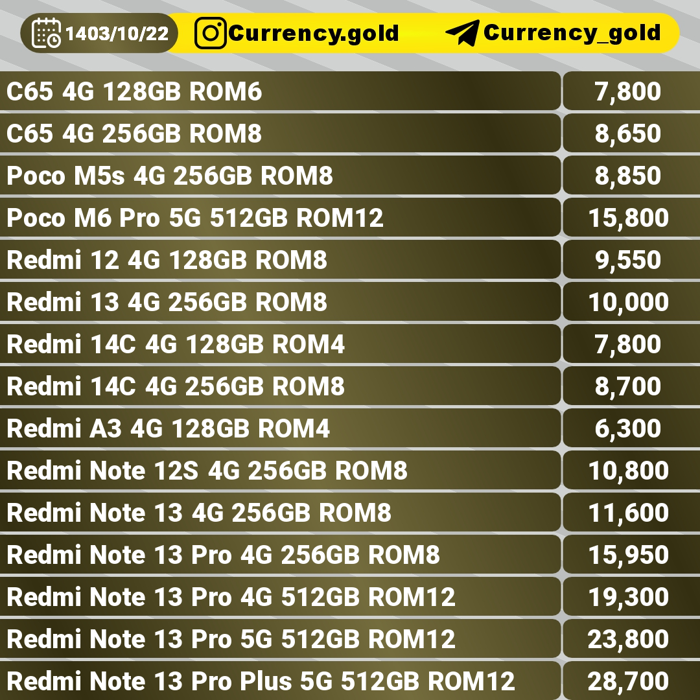 1403/10/22 Currency.gold Currency_gold
C65 4G 128GB ROM6 7,800
C65 4G 256GB ROM8 8,650
Poco M5s 4G 256GB ROM8 8,850
Poco M6 Pro 5G 512GB ROM12 15,800
Redmi 12 4G 128GB ROM8 9,550
Redmi 13 4G 256GB ROM8 10,000
Redmi 14C 4G 128GB ROM4 7,800
Redmi 14C 4G 256GB ROM8 8,700
Redmi A3 4G 128GB ROM4 6,300
Redmi Note 12S 4G 256GB ROM8 10,800
Redmi Note 13 4G 256GB ROM8 11,600
Redmi Note 13 Pro 4G 256GB ROM8 15,950
Redmi Note 13 Pro 4G 512GB ROM12 19,300
Redmi Note 13 Pro 5G 512GB ROM12 23,800
Redmi Note 13 Pro Plus 5G 512GB ROM12 28,700